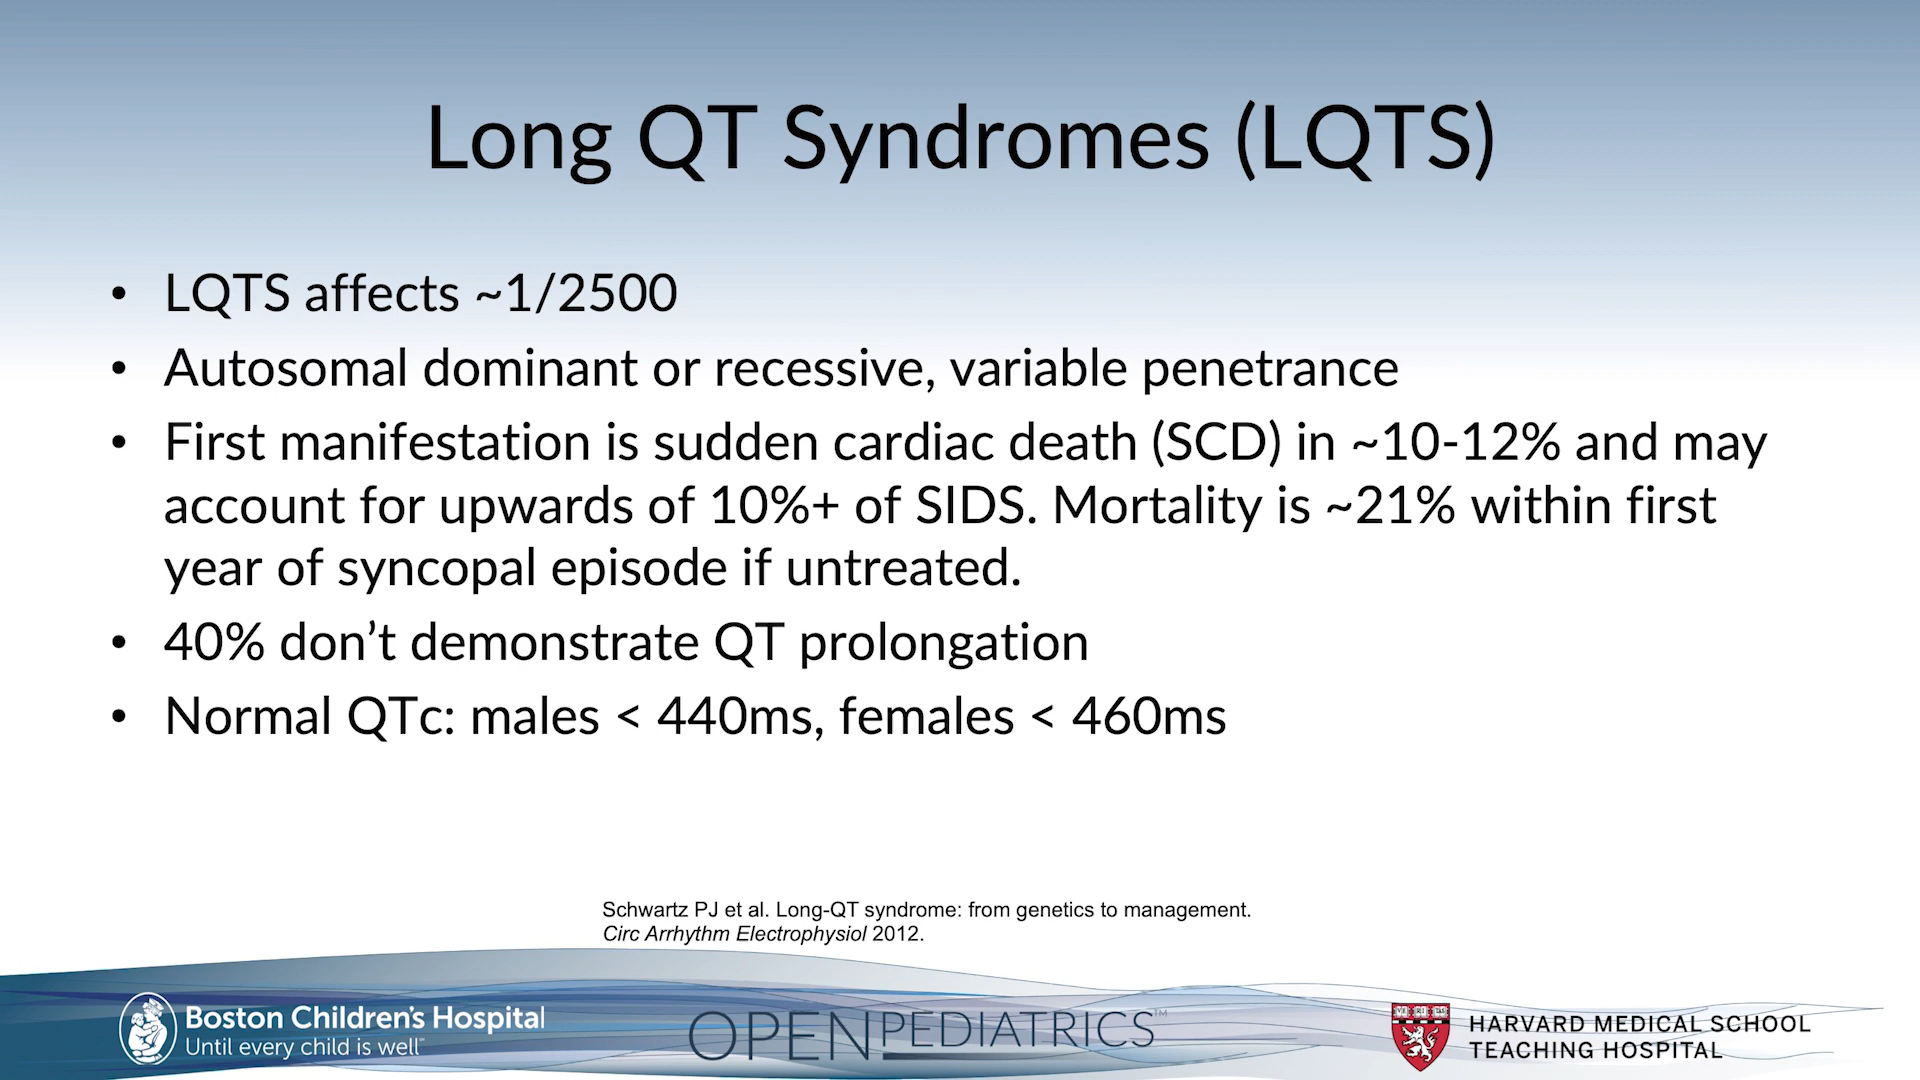 Long QT Syndromes (LQTS)
• LQTS affects ~1/2500
• Autosomal dominant or recessive, variable penetrance
• First manifestation is sudden cardiac death (SCD) in ~10-12% and may
account for upwards of 10%+ of SIDS. Mortality is ~21% within first
year of syncopal episode if untreated.
• 40% don’t demonstrate QT prolongation
• Normal QTc: males < 440ms, females < 460ms
Schwartz PJ et al. Long-QT syndrome: from genetics to management.
Circ Arrhythm Electrophysiol 2012.
Boston Children's Hospital
Until every child is well™
OPENPEDIATRICS™
VE RI TAS
HARVARD MEDICAL SCHOOL
TEACHING HOSPITAL